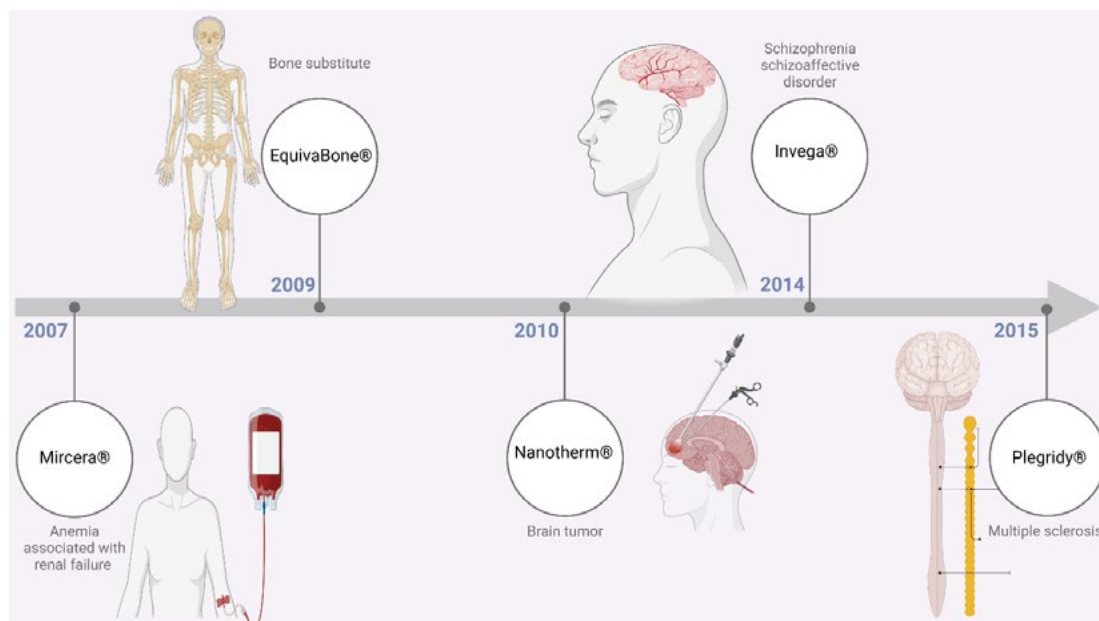 Bone substitute
EquivaBone®
2009
Schizophrenia
schizoaffective
disorder
Invega®
2014
2007
Mircera®
Anemia
associated with
renal failure
2010
Nanotherm®
Brain tumor
2015
Plegridy®
Multiple sclerosis